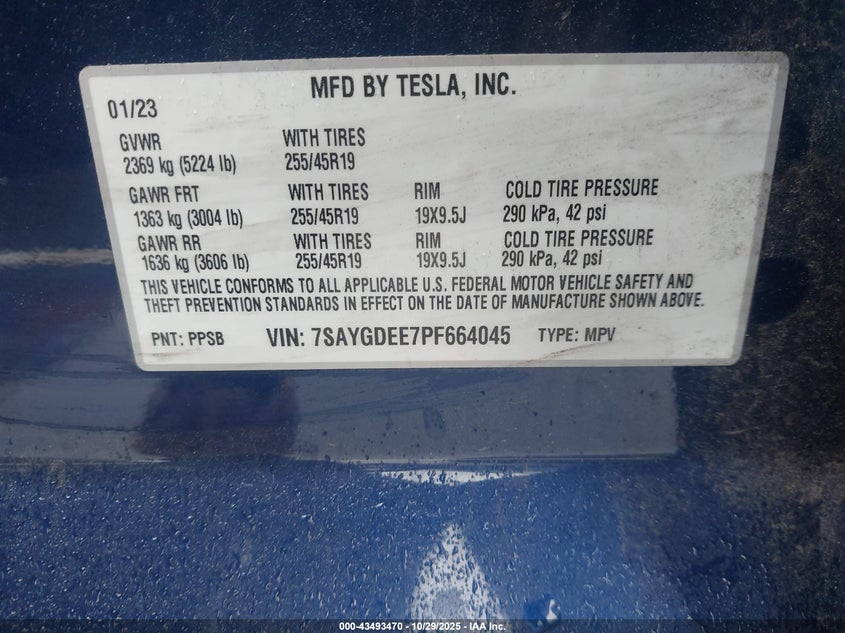 MFD BY TESLA, INC.
01/23
GVWR WITH TIRES
2369 kg (5224 lb) 255/45R19
GAWR FRT WITH TIRES RIM COLD TIRE PRESSURE
1363 kg (3004 lb) 255/45R19 19X9.5J 290 kPa, 42 psi
GAWR RR WITH TIRES RIM COLD TIRE PRESSURE
1636 kg (3606 lb) 255/45R19 19X9.5J 290 kPa, 42 psi
THIS VEHICLE CONFORMS TO ALL APPLICABLE U.S. FEDERAL MOTOR VEHICLE SAFETY AND
THEFT PREVENTION STANDARDS IN EFFECT ON THE DATE OF MANUFACTURE SHOWN ABOVE.
PNT: PPSB VIN: 7SAYGDEE7PF664045 TYPE: MPV
000-43493470 - 10/29/2025 - IAA Inc.